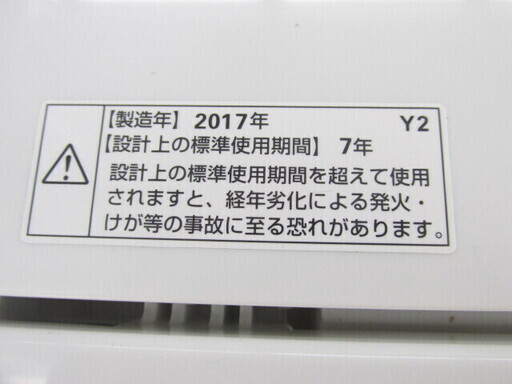 【製造年】 2017年 Y2
【設計上の標準使用期間】 7年
設計上の標準使用期間を超えて使用
されますと、経年劣化による発火・
けが等の事故に至る恐れがあります。